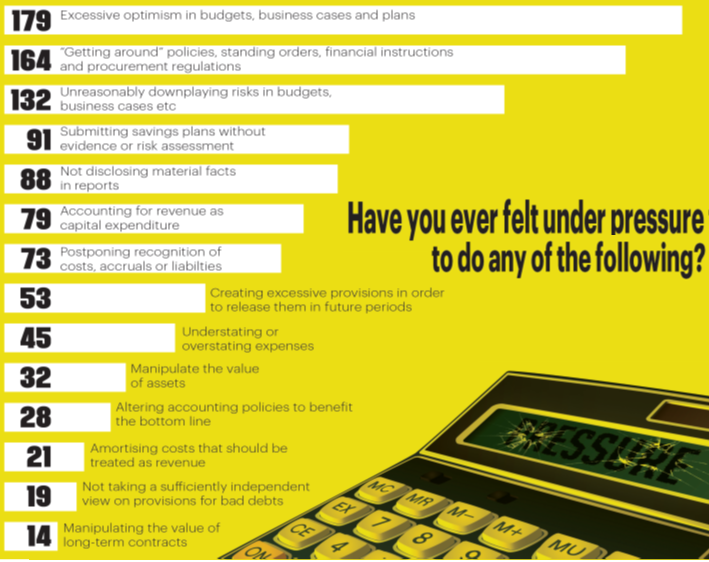 179 Excessive optimism in budgets, business cases and plans
164 "Getting around" policies, standing orders, financial instructions
and procurement regulations
132 Unreasonably downplaying risks in budgets,
business cases etc
91 Submitting savings plans without
evidence or risk assessment
88 Not disclosing material facts
in reports
79 Accounting for revenue as
capital expenditure
73 Postponing recognition of
costs, accruals or liabilties
53 Creating excessive provisions in order
to release them in future periods
45 Understating or
overstating expenses
32 Manipulate the value
of assets
28 Altering accounting policies to benefit
the bottom line
21 Amortising costs that should be
treated as revenue
19 Not taking a sufficiently independent
view on provisions for bad debts
14 Manipulating the value of
long-term contracts
Have you ever felt under pressure
to do any of the following?
PRESSURE
MC MR M- M+ MU
EX 7 8 9
CE 4
ON